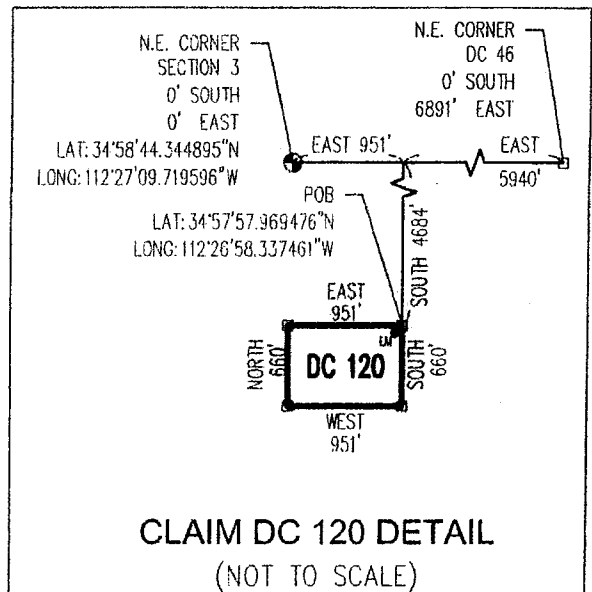 N.E. CORNER
SECTION 3
0' SOUTH
0' EAST
LAT: 34°58'44.344895"N
LONG: 112°27'09.719596"W
N.E. CORNER
DC 46
0' SOUTH
6891' EAST
EAST 951'
EAST
5940'
POB
LAT: 34°57'57.969476"N
LONG: 112°26'58.337461"W
SOUTH 4684'
EAST
951'
NORTH
660'
DC 120
LM
SOUTH
660'
WEST
951'
CLAIM DC 120 DETAIL
(NOT TO SCALE)